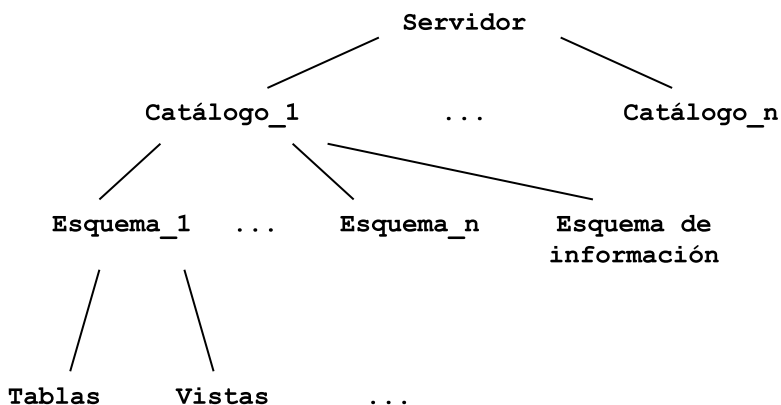 Servidor
Catálogo_1 ... Catálogo_n
Esquema_1 ... Esquema_n Esquema de
información
Tablas Vistas ...